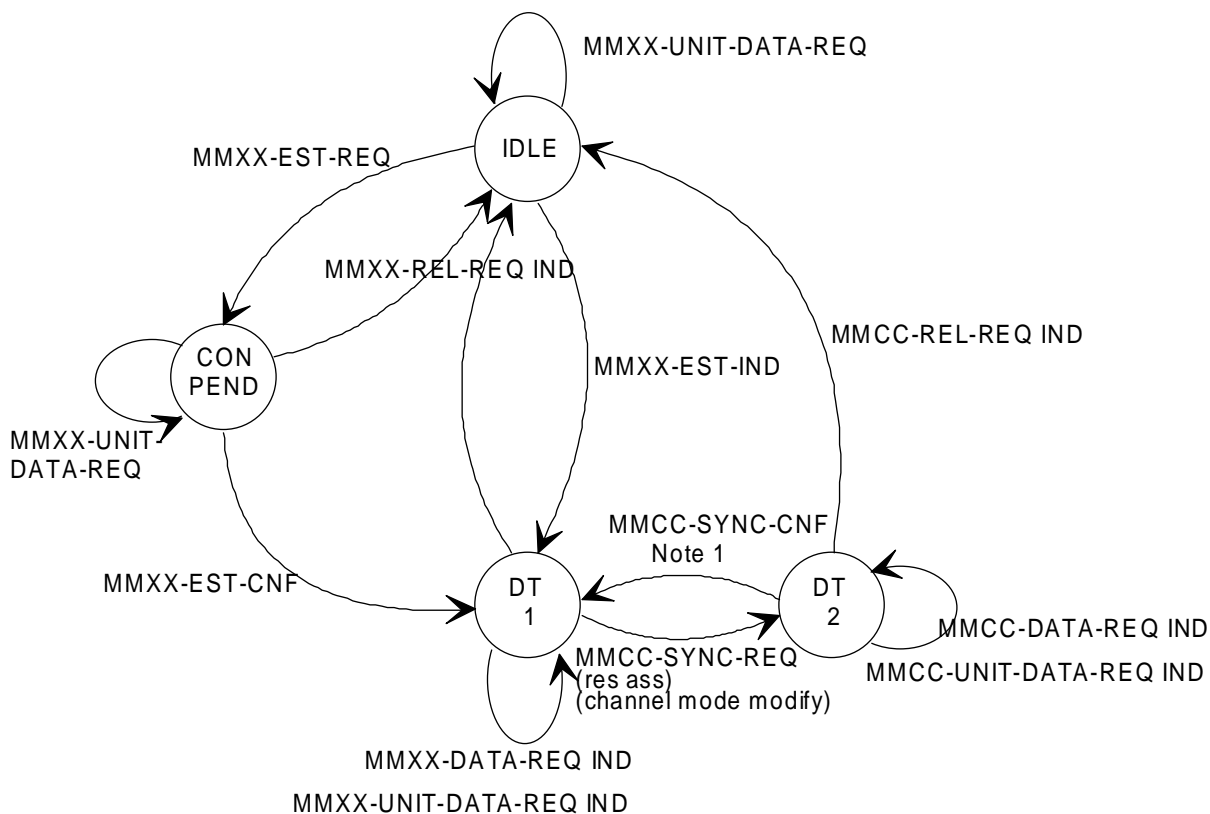 MMXX-UNIT-DATA-REQ
IDLE
MMXX-EST-REQ
MMXX-REL-REQ IND
MMCC-REL-REQ IND
CON
PEND
MMXX-EST-IND
MMXX-UNIT-
DATA-REQ
MMCC-SYNC-CNF
Note 1
MMXX-EST-CNF
DT
1
DT
2
MMCC-DATA-REQ IND
MMCC-SYNC-REQ
(res ass)
(channel mode modify)
MMCC-UNIT-DATA-REQ IND
MMXX-DATA-REQ IND
MMXX-UNIT-DATA-REQ IND